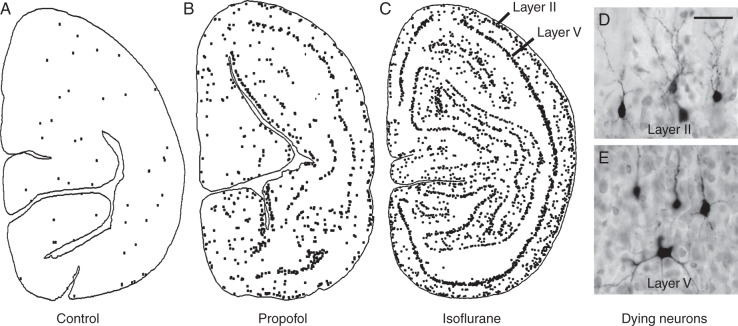 A
B
C
Layer II
Layer V
D
Layer II
E
Layer V
Control
Propofol
Isoflurane
Dying neurons